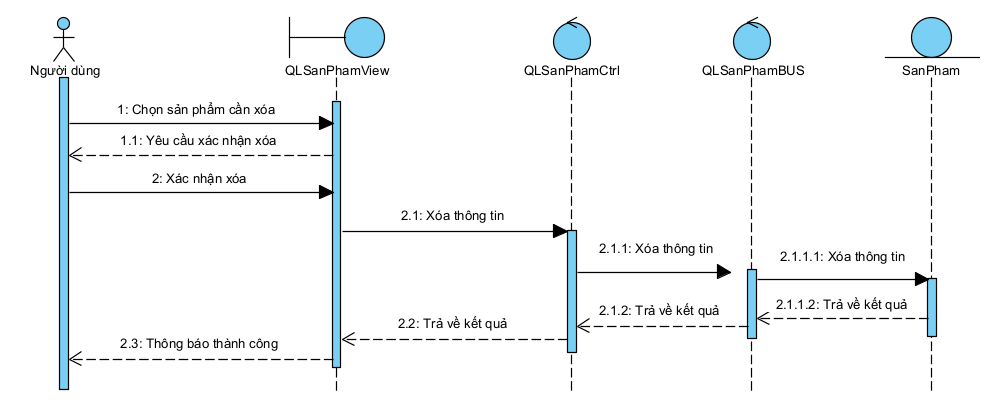 Người dùng
QLSanPhamView
QLSanPhamCtrl
QLSanPhamBUS
SanPham
1: Chọn sản phẩm cần xóa
1.1: Yêu cầu xác nhận xóa
2: Xác nhận xóa
2.1: Xóa thông tin
2.1.1: Xóa thông tin
2.1.1.1: Xóa thông tin
2.1.1.2: Trả về kết quả
2.1.2: Trả về kết quả
2.2: Trả về kết quả
2.3: Thông báo thành công